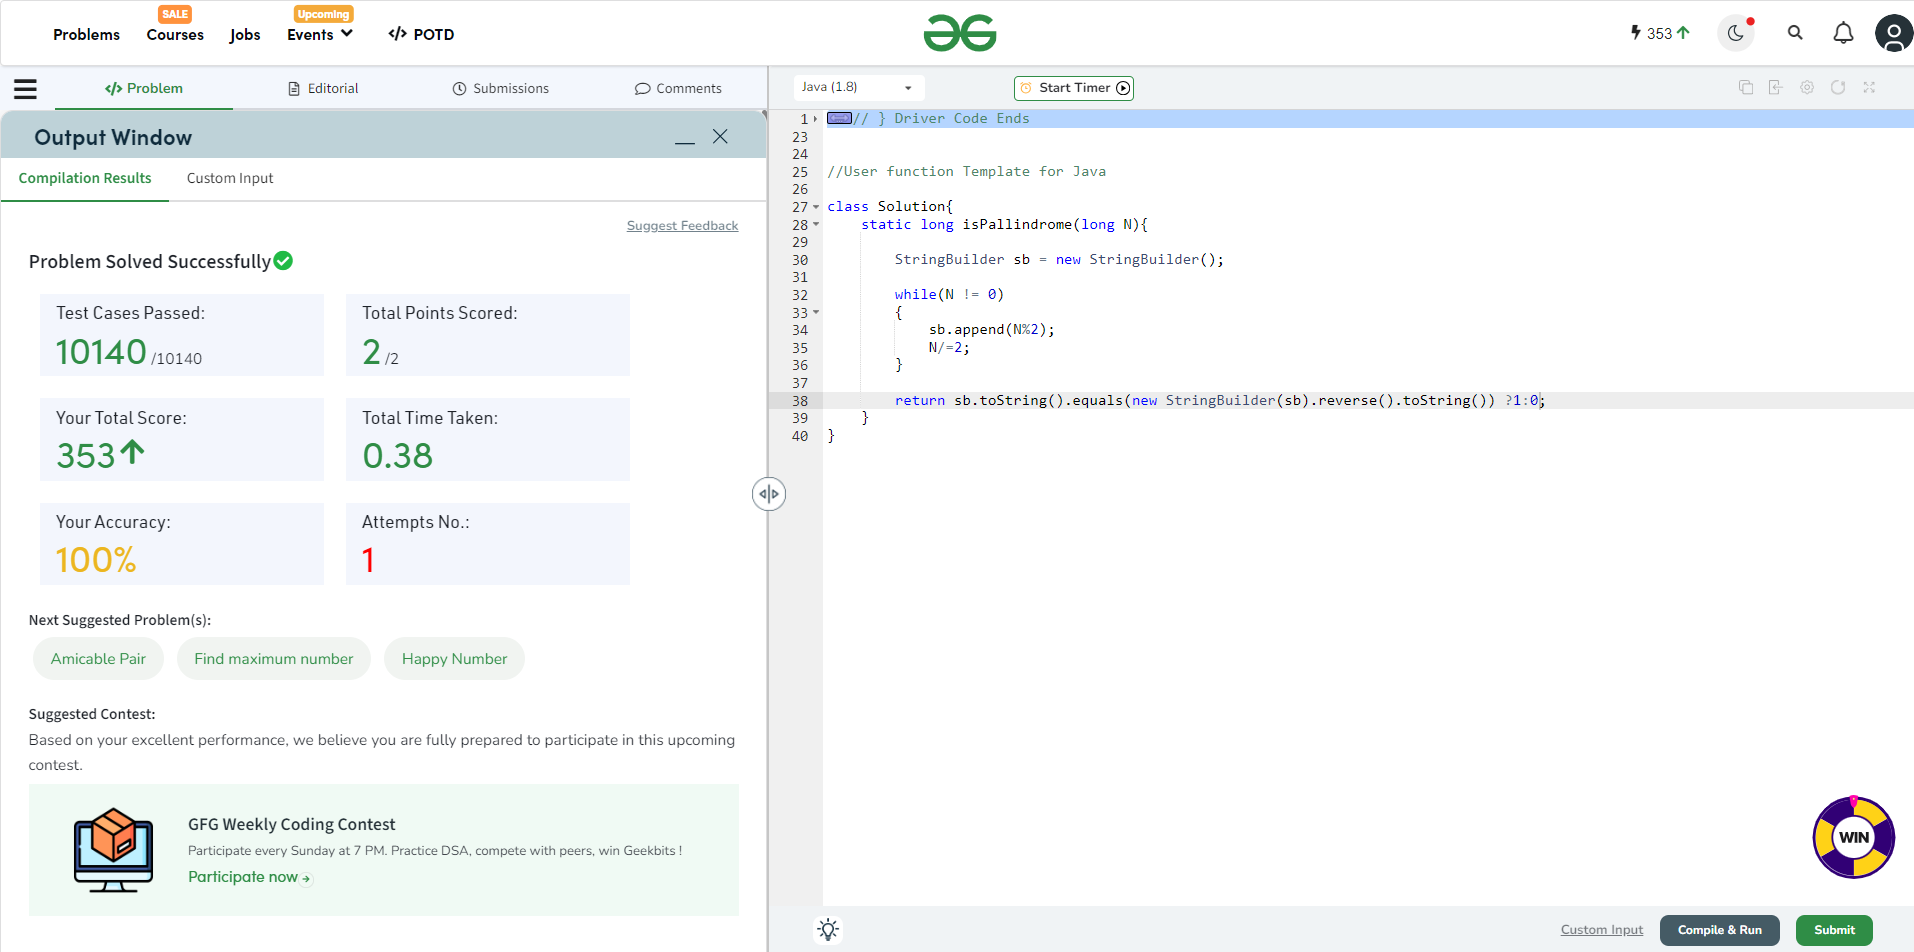 SALE
Upcoming
Problems Courses Jobs Events </> POTD
353
</> Problem Editorial Submissions Comments
Java (1.8)
Start Timer
Output Window
Compilation Results Custom Input
Suggest Feedback
Problem Solved Successfully
Test Cases Passed:
10140 /10140
Total Points Scored:
2 /2
Your Total Score:
353
Total Time Taken:
0.38
Your Accuracy:
100%
Attempts No.:
1
Next Suggested Problem(s):
Amicable Pair Find maximum number Happy Number
Suggested Contest:
Based on your excellent performance, we believe you are fully prepared to participate in this upcoming
contest.
GFG Weekly Coding Contest
Participate every Sunday at 7 PM. Practice DSA, compete with peers, win Geekbits !
Participate now
1 // } Driver Code Ends
23
24
25 //User function Template for Java
26
27 class Solution{
28 static long isPallindrome(long N){
29
30 StringBuilder sb = new StringBuilder();
31
32 while(N != 0)
33 {
34 sb.append(N%2);
35 N/=2;
36 }
37
38 return sb.toString().equals(new StringBuilder(sb).reverse().toString()) ?1:0;
39 }
40 }
WIN
Custom Input Compile & Run Submit